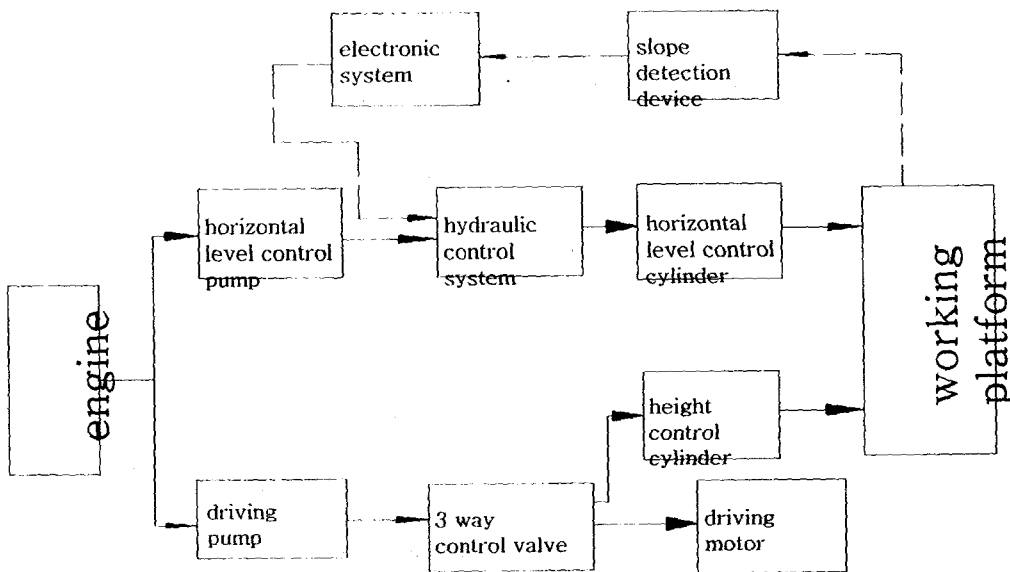 electronic
system
slope
detection
device
horizontal
level control
pump
hydraulic
control
system
horizontal
level control
cylinder
working
platform
engine
height
control
cylinder
driving
pump
3 way
control valve
driving
motor